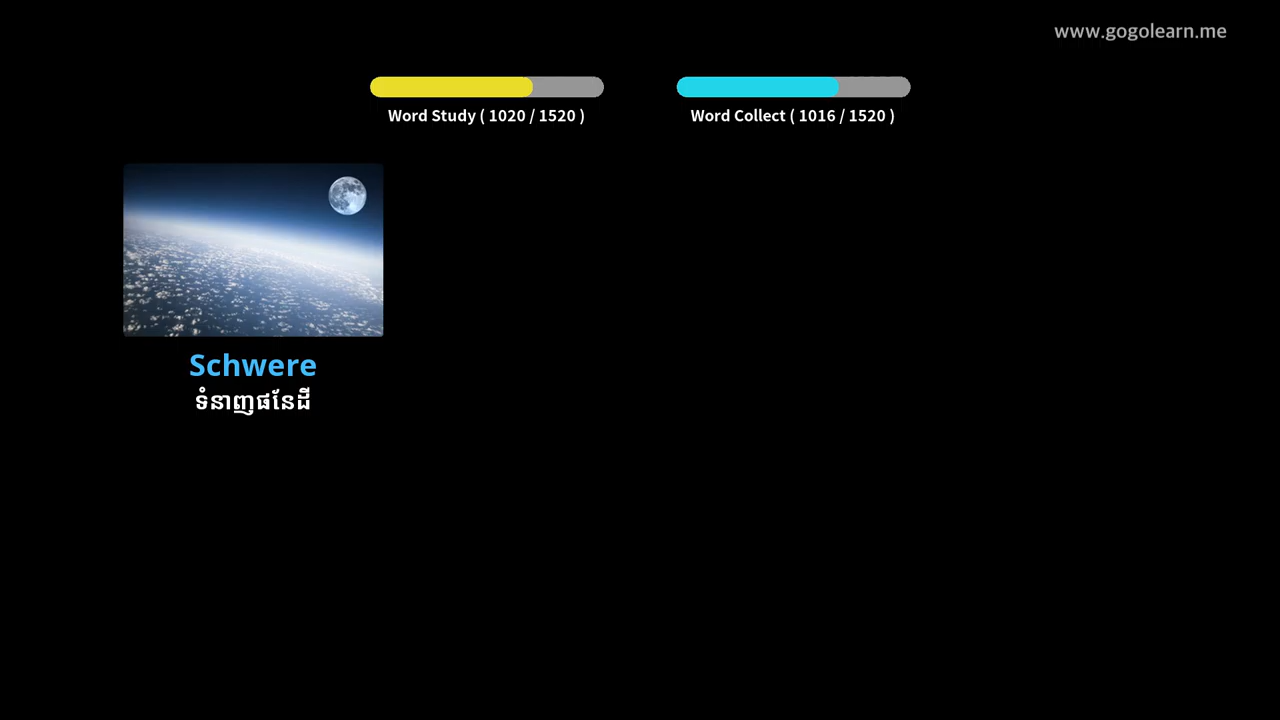 www.gogolearn.me
Word Study ( 1020 / 1520 )
Word Collect ( 1016 / 1520 )
Schwere
ទំនាញផែនដី